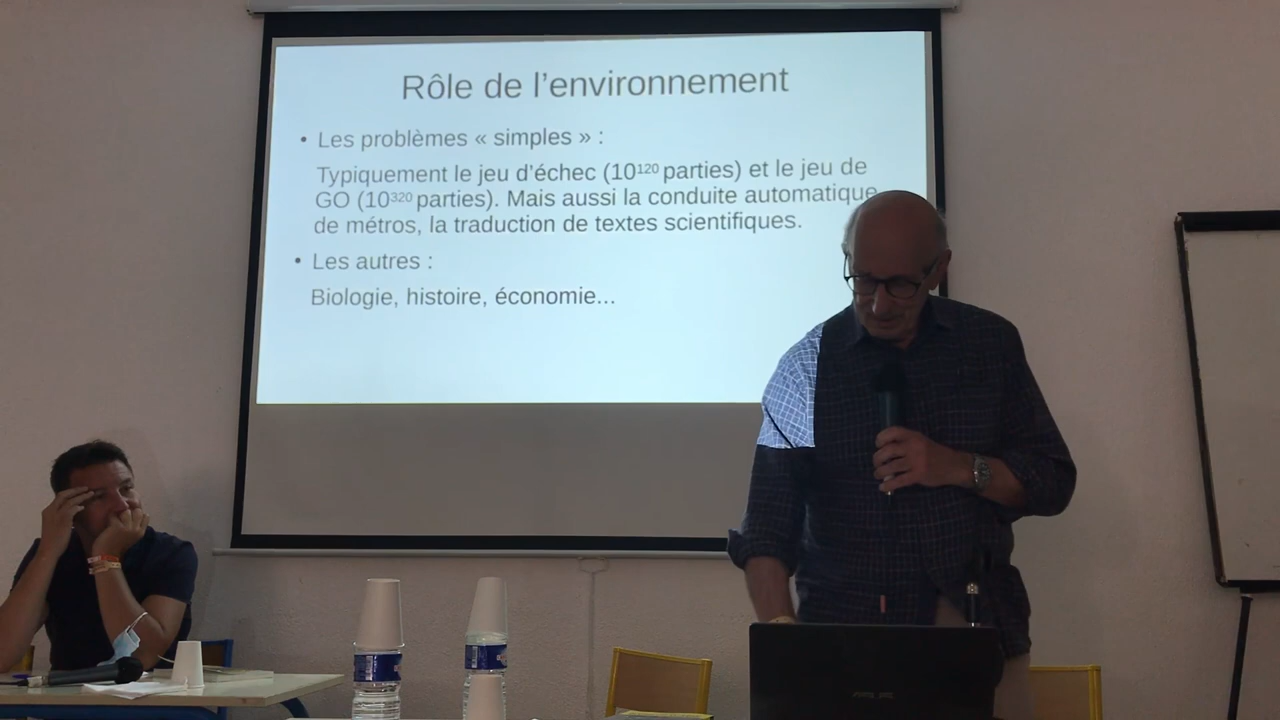 Rôle de l'environnement
• Les problèmes « simples » :
Typiquement le jeu d'échec (10¹²⁰ parties) et le jeu de
GO (10³²⁰ parties). Mais aussi la conduite automatique
de métros, la traduction de textes scientifiques.
• Les autres :
Biologie, histoire, économie...